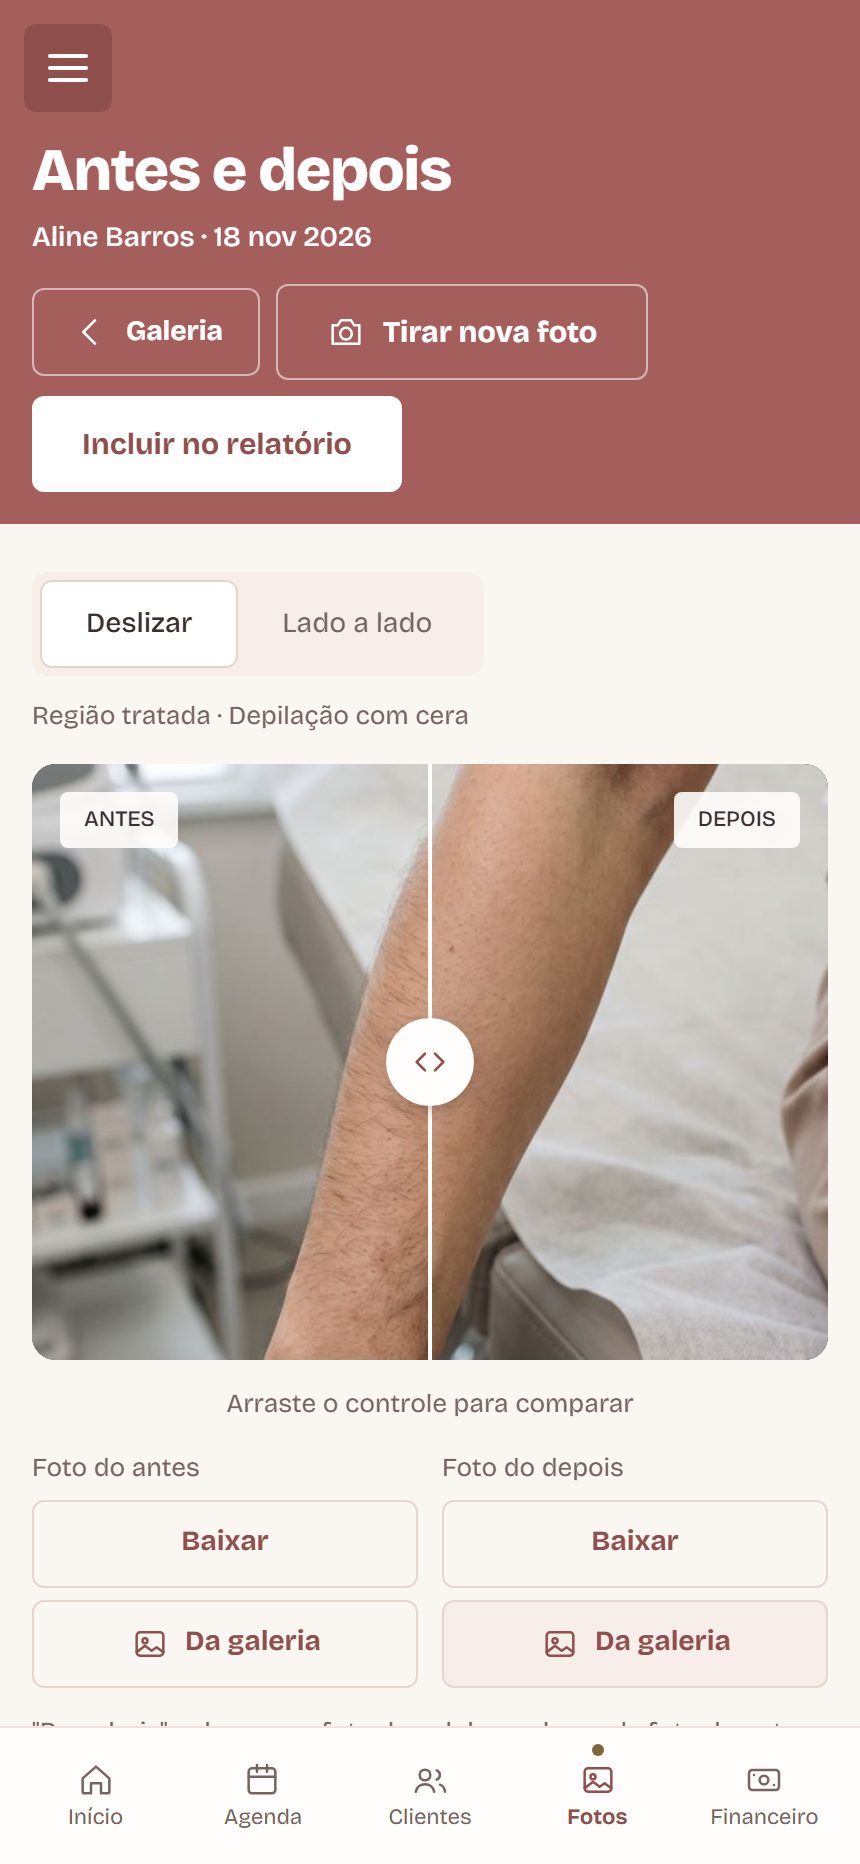 Antes e depois
Aline Barros · 18 nov 2026
Galeria
Tirar nova foto
Incluir no relatório
Deslizar
Lado a lado
Região tratada · Depilação com cera
ANTES
DEPOIS
Arraste o controle para comparar
Foto do antes
Foto do depois
Baixar
Baixar
Da galeria
Da galeria
Início
Agenda
Clientes
Fotos
Financeiro